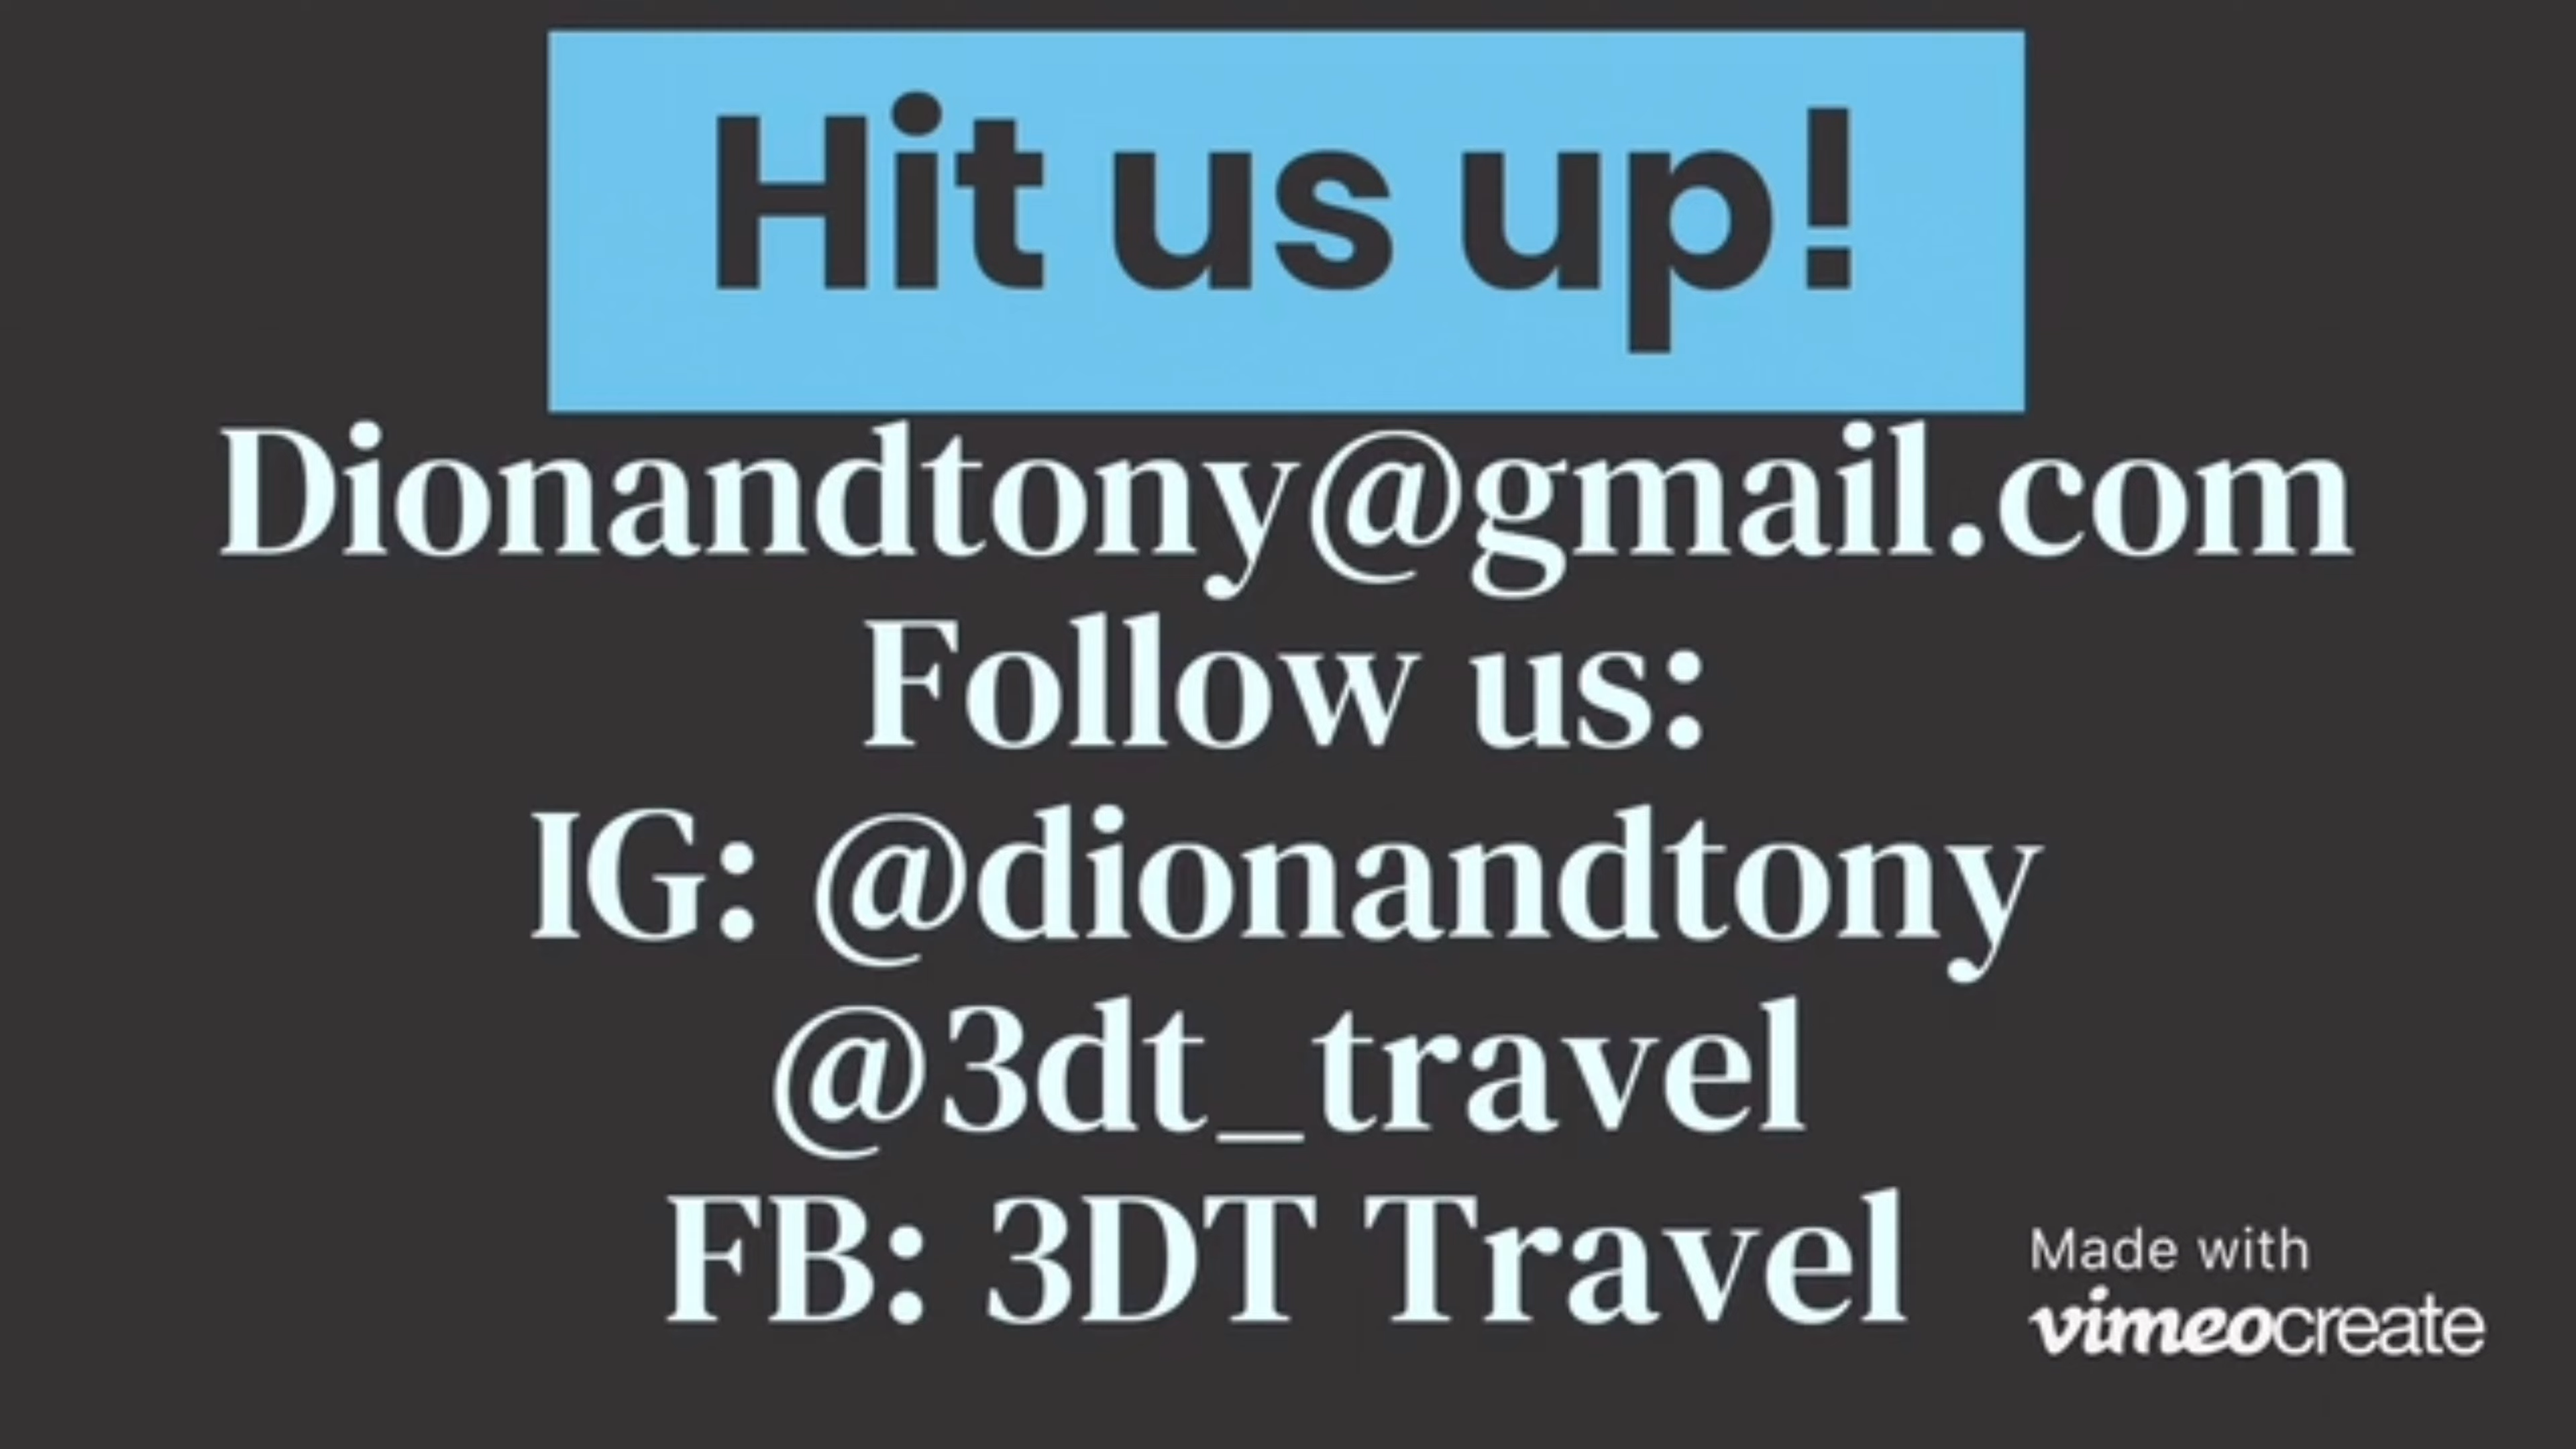 Hit us up!
Dionandtony@gmail.com
Follow us:
IG: @dionandtony
@3dt_travel
FB: 3DT Travel
Made with
vimeocreate